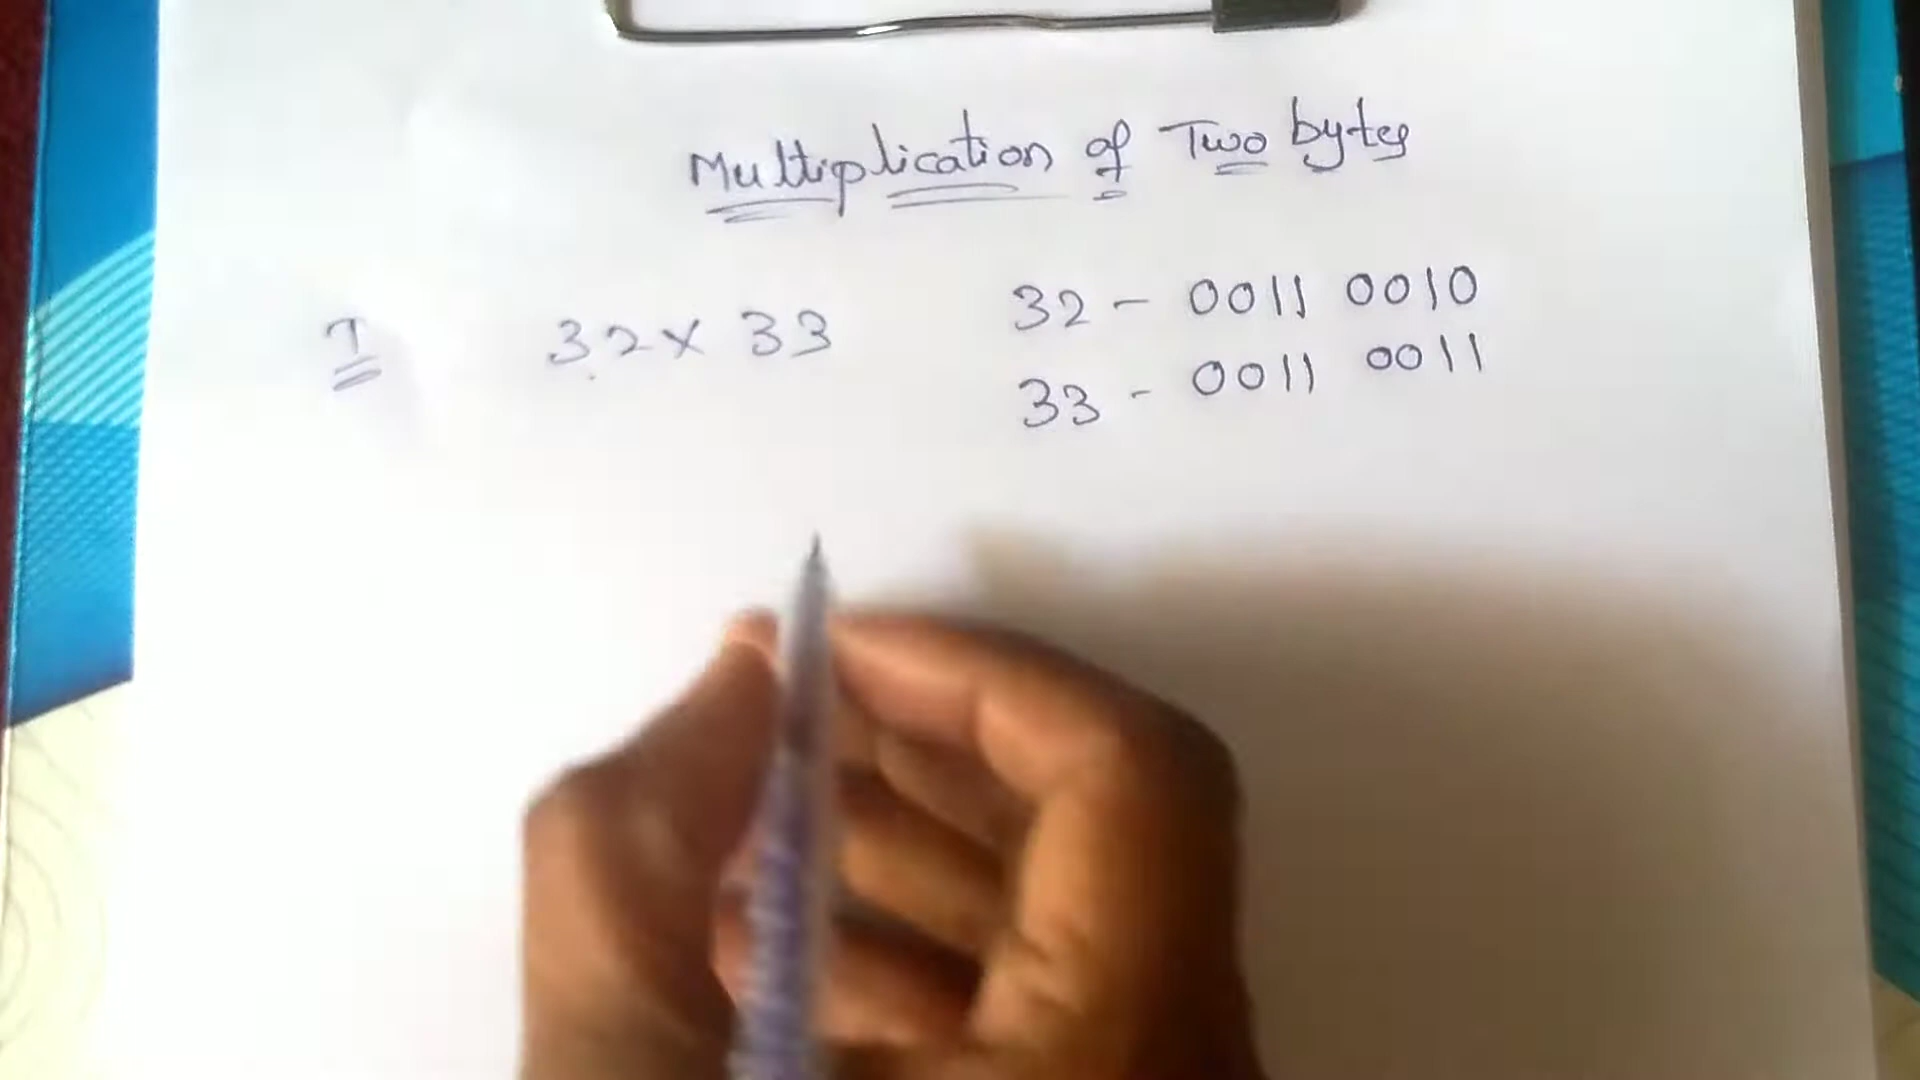 Multiplication of Two bytes
I 32 x 33
32 - 0011 0010
33 - 0011 0011